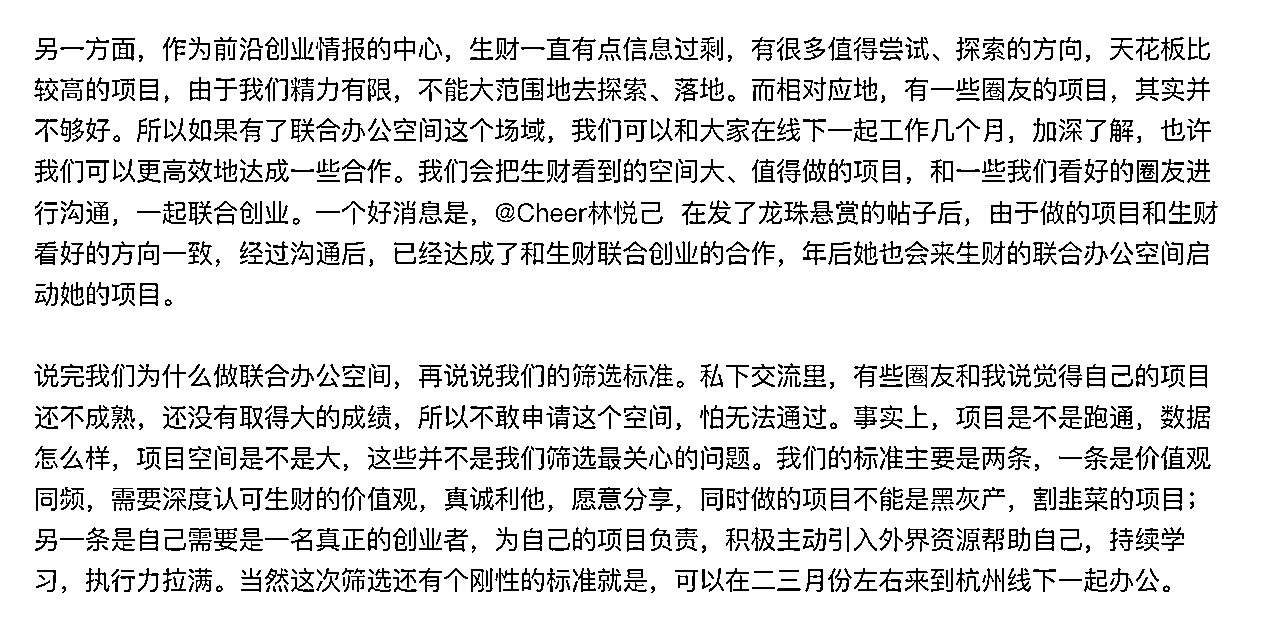 另一方面，作为前沿创业情报的中心，生财一直有点信息过剩，有很多值得尝试、探索的方向，天花板比
较高的项目，由于我们精力有限，不能大范围地去探索、落地。而相对应地，有一些圈友的项目，其实并
不够好。所以如果有了联合办公空间这个场域，我们可以和大家在线下一起工作几个月，加深了解，也许
我们可以更高效地达成一些合作。我们会把生财看到的空间大、值得做的项目，和一些我们看好的圈友进
行沟通，一起联合创业。一个好消息是，@Cheer林悦己 在发了龙珠悬赏的帖子后，由于做的项目和生财
看好的方向一致，经过沟通后，已经达成了和生财联合创业的合作，年后她也会来生财的联合办公空间启
动她的项目。
说完我们为什么做联合办公空间，再说说我们的筛选标准。私下交流里，有些圈友和我说觉得自己的项目
还不成熟，还没有取得大的成绩，所以不敢申请这个空间，怕无法通过。事实上，项目是不是跑通，数据
怎么样，项目空间是不是大，这些并不是我们筛选最关心的问题。我们的标准主要是两条，一条是价值观
同频，需要深度认可生财的价值观，真诚利他，愿意分享，同时做的项目不能是黑灰产，割韭菜的项目；
另一条是自己需要是一名真正的创业者，为自己的项目负责，积极主动引入外界资源帮助自己，持续学
习，执行力拉满。当然这次筛选还有个刚性的标准就是，可以在二三月份左右来到杭州线下一起办公。